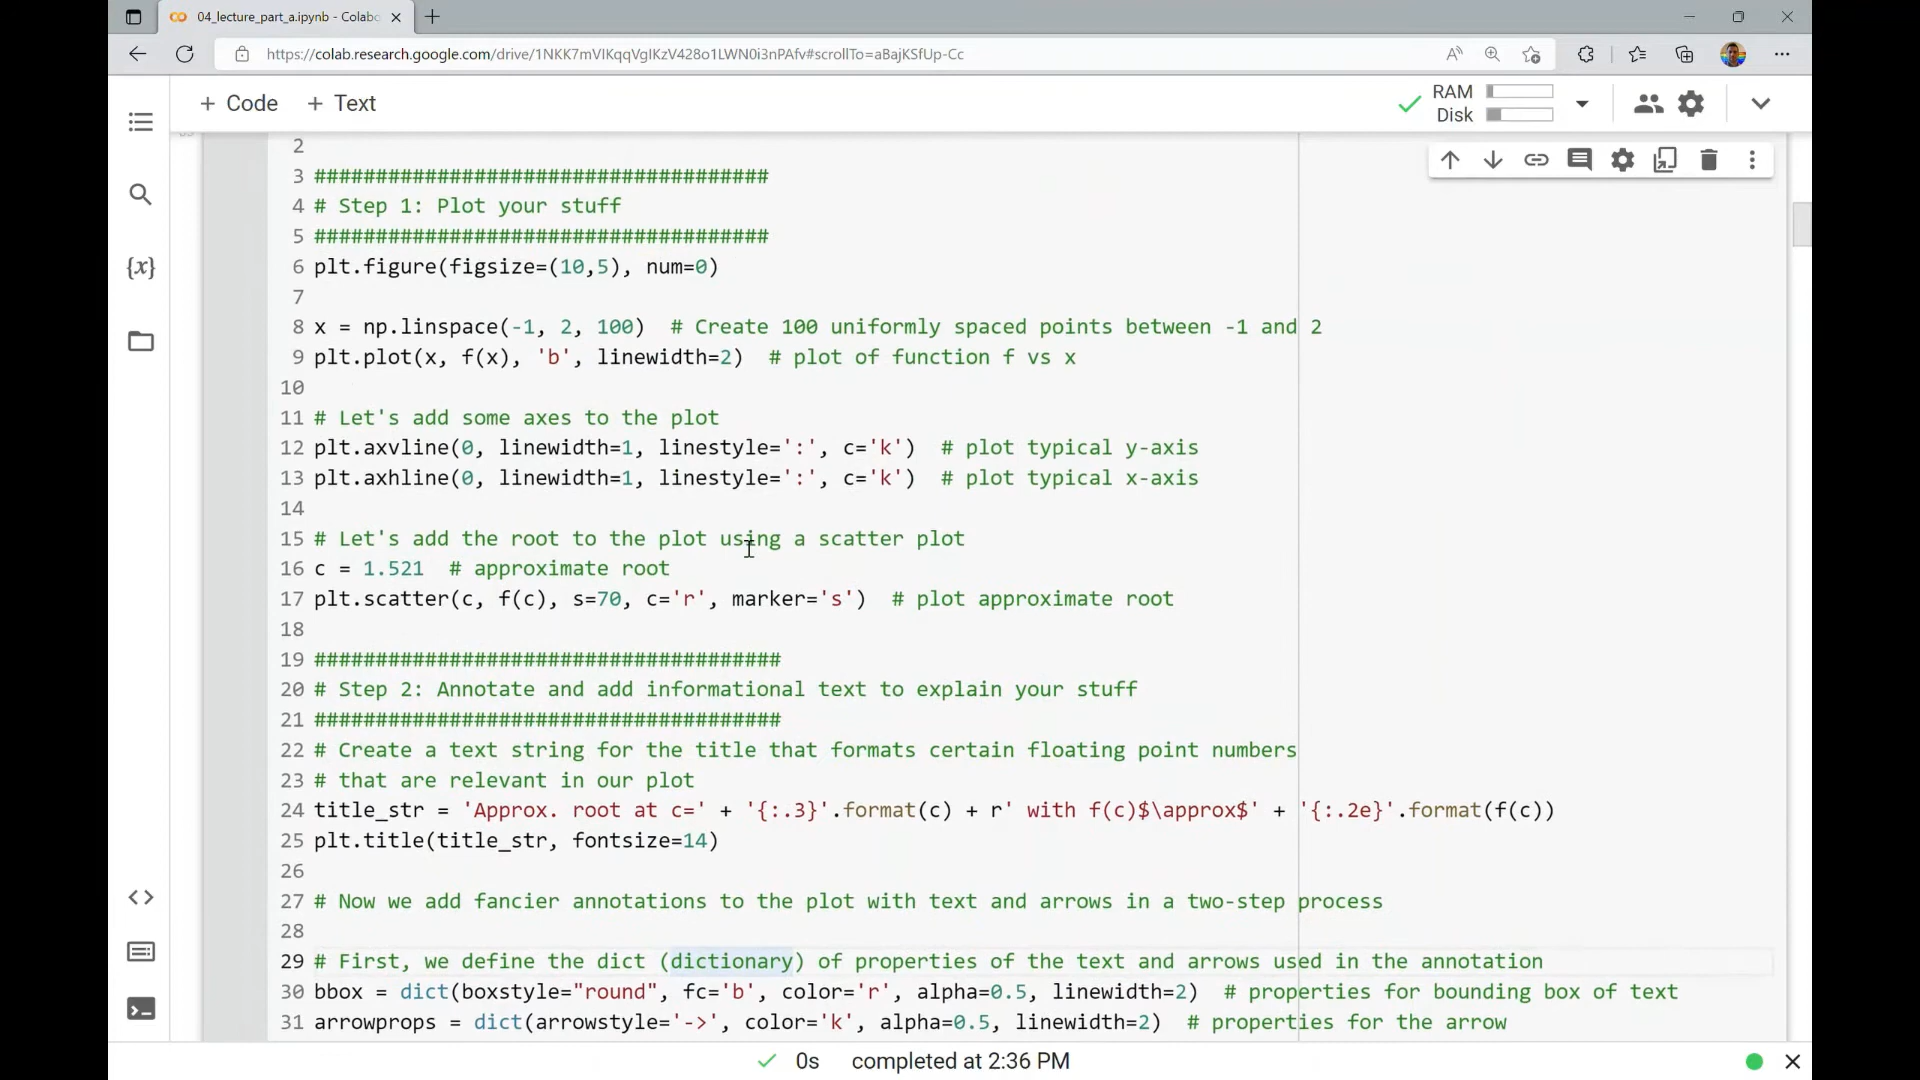 04_lecture_part_a.ipynb - Colabo
https://colab.research.google.com/drive/1NKK7mVIKqqVgIKzV428o1LWN0i3nPAfv#scrollTo=aBajKSfUp-Cc
+ Code + Text
RAM
Disk
2
3 #####################################
4 # Step 1: Plot your stuff
5 #####################################
6 plt.figure(figsize=(10,5), num=0)
7
8 x = np.linspace(-1, 2, 100)  # Create 100 uniformly spaced points between -1 and 2
9 plt.plot(x, f(x), 'b', linewidth=2)  # plot of function f vs x
10
11 # Let's add some axes to the plot
12 plt.axvline(0, linewidth=1, linestyle=':', c='k')  # plot typical y-axis
13 plt.axhline(0, linewidth=1, linestyle=':', c='k')  # plot typical x-axis
14
15 # Let's add the root to the plot using a scatter plot
16 c = 1.521  # approximate root
17 plt.scatter(c, f(c), s=70, c='r', marker='s')  # plot approximate root
18
19 ######################################
20 # Step 2: Annotate and add informational text to explain your stuff
21 ######################################
22 # Create a text string for the title that formats certain floating point numbers
23 # that are relevant in our plot
24 title_str = 'Approx. root at c=' + '{:.3}'.format(c) + r' with f(c)$\approx$' + '{:.2e}'.format(f(c))
25 plt.title(title_str, fontsize=14)
26
27 # Now we add fancier annotations to the plot with text and arrows in a two-step process
28
29 # First, we define the dict (dictionary) of properties of the text and arrows used in the annotation
30 bbox = dict(boxstyle="round", fc='b', color='r', alpha=0.5, linewidth=2)  # properties for bounding box of text
31 arrowprops = dict(arrowstyle='->', color='k', alpha=0.5, linewidth=2)  # properties for the arrow
0s completed at 2:36 PM